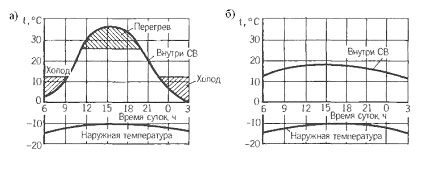 а) t, °C
40
30
20
10
0
Перегрев
Внутри СВ
Холод
Холод
6 9 12 15 18 21 0 3
Время суток, ч
-10
-20
Наружная температура
б) t, °C
40
30
20
10
0
Внутри СВ
6 9 12 15 18 21 0 3
Время суток, ч
-10
-20
Наружная температура